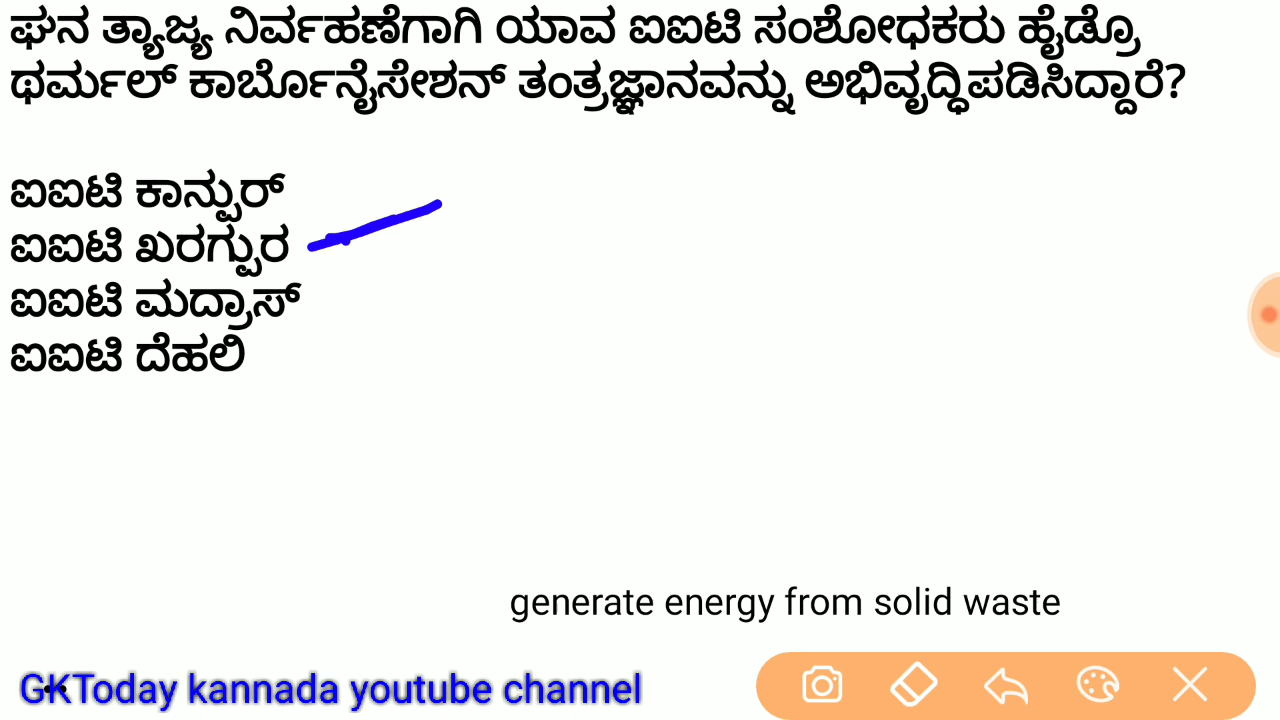 ಘನ ತ್ಯಾಜ್ಯ ನಿರ್ವಹಣೆಗಾಗಿ ಯಾವ ಐಐಟಿ ಸಂಶೋಧಕರು ಹೈಡ್ರೊ
ಥರ್ಮಲ್ ಕಾರ್ಬೊನೈಸೇಶನ್ ತಂತ್ರಜ್ಞಾನವನ್ನು ಅಭಿವೃದ್ಧಿಪಡಿಸಿದ್ದಾರೆ?
ಐಐಟಿ ಕಾನ್ಪುರ್
ಐಐಟಿ ಖರಗ್ಪುರ
ಐಐಟಿ ಮದ್ರಾಸ್
ಐಐಟಿ ದೆಹಲಿ
generate energy from solid waste
GKToday kannada youtube channel